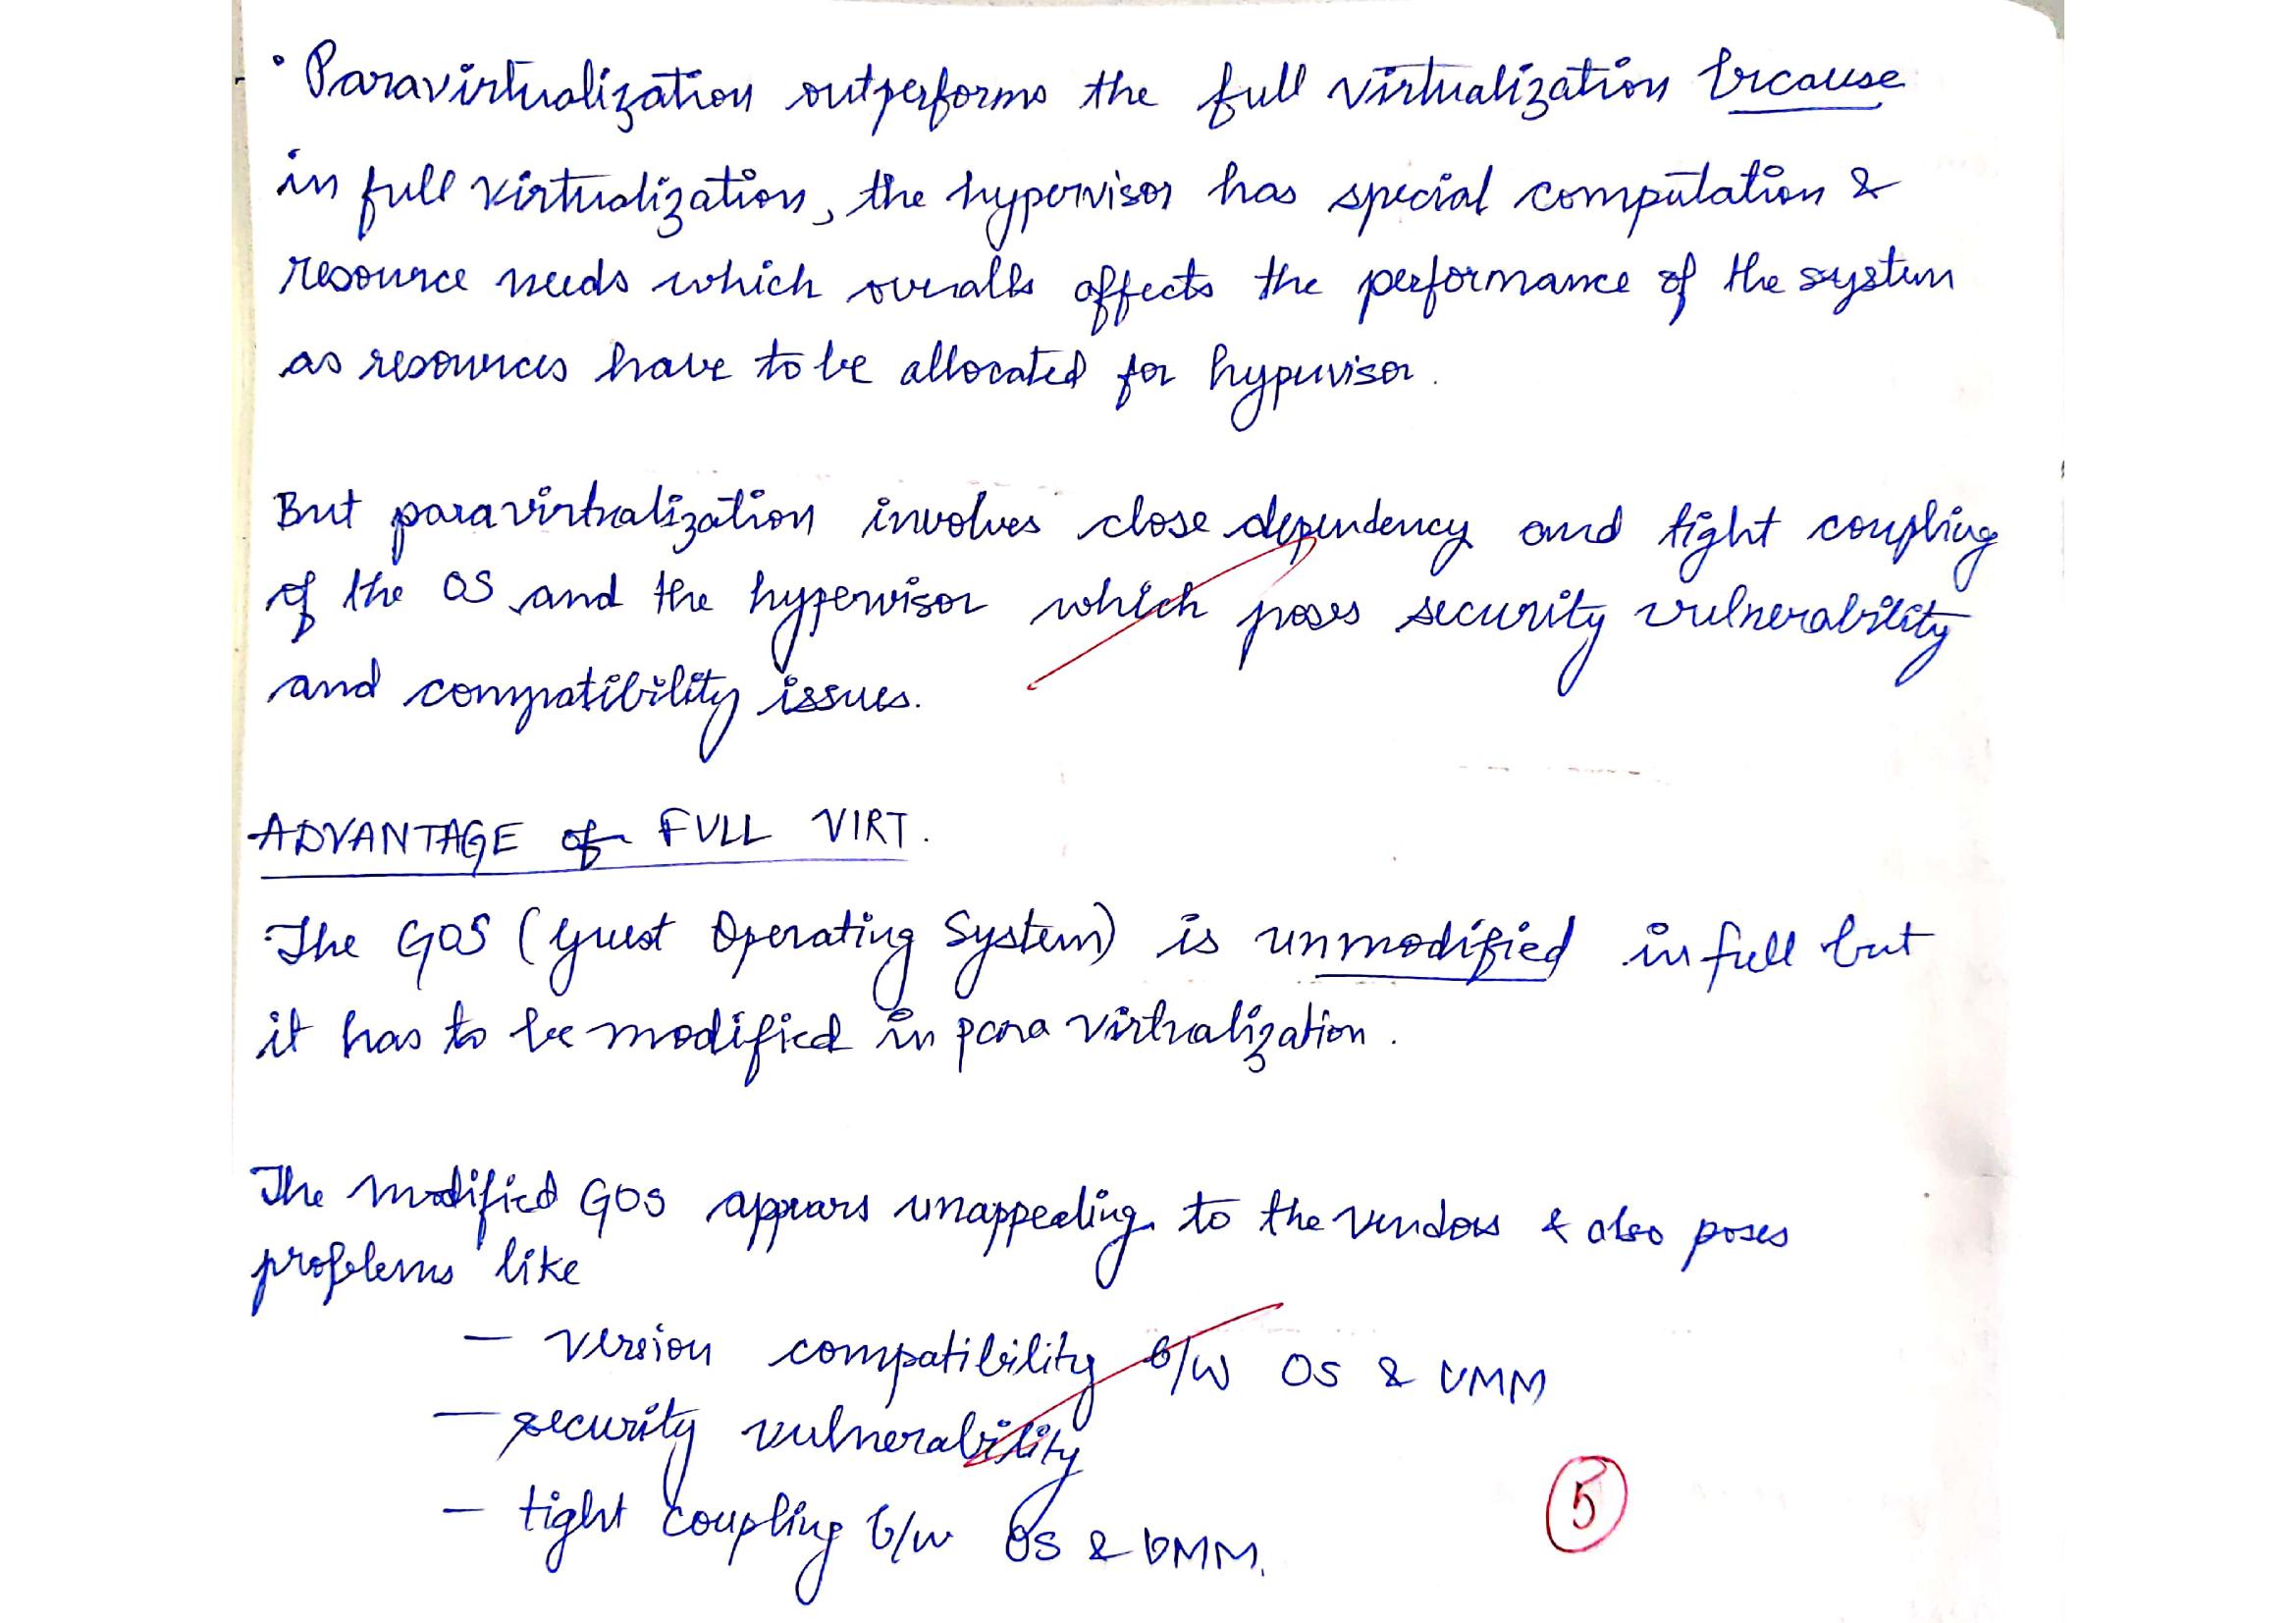 • Paravirtualization outperforms the full virtualization because
in full virtualization, the hypervisor has special computation &
resource needs which overalls affects the performance of the system
as resources have to be allocated for hypervisor.
But paravirtualization involves close dependency and tight coupling
of the OS and the hypervisor which poses security vulnerability
and compatibility issues.
ADVANTAGE of FULL VIRT.
The GOS (Guest Operating System) is unmodified in full but
it has to be modified in para virtualization.
The modified GOS appears unappealing to the vendors & also poses
problems like
— version compatibility b/w OS & VMM
— security vulnerability
— tight coupling b/w OS & VMM.
5